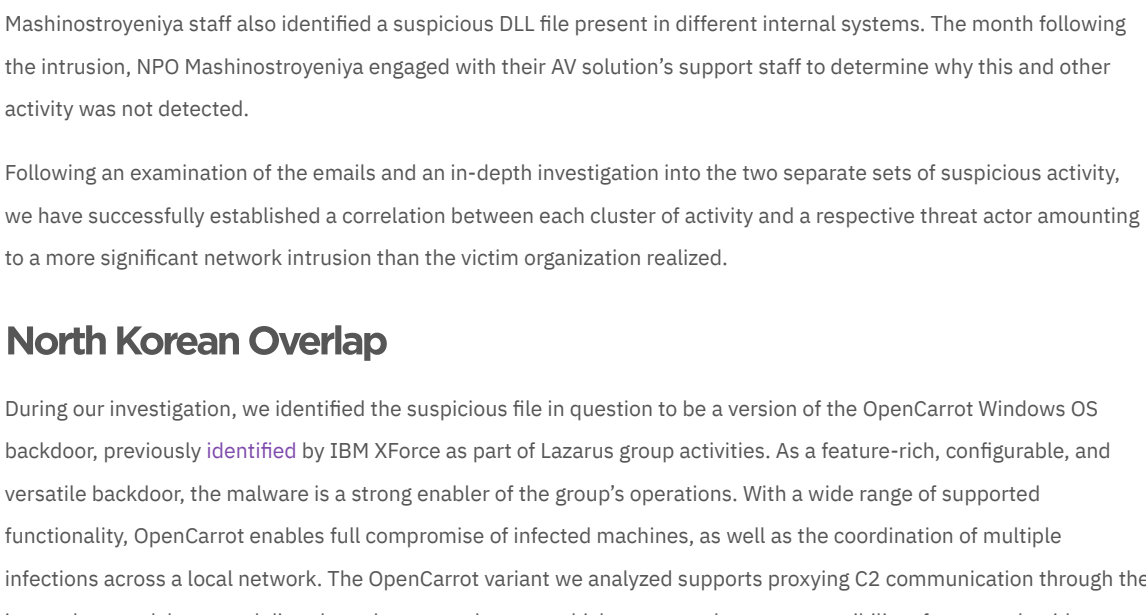 Mashinostroyeniya staff also identified a suspicious DLL file present in different internal systems. The month following
the intrusion, NPO Mashinostroyeniya engaged with their AV solution’s support staff to determine why this and other
activity was not detected.
Following an examination of the emails and an in-depth investigation into the two separate sets of suspicious activity,
we have successfully established a correlation between each cluster of activity and a respective threat actor amounting
to a more significant network intrusion than the victim organization realized.
North Korean Overlap
During our investigation, we identified the suspicious file in question to be a version of the OpenCarrot Windows OS
backdoor, previously identified by IBM XForce as part of Lazarus group activities. As a feature-rich, configurable, and
versatile backdoor, the malware is a strong enabler of the group’s operations. With a wide range of supported
functionality, OpenCarrot enables full compromise of infected machines, as well as the coordination of multiple
infections across a local network. The OpenCarrot variant we analyzed supports proxying C2 communication through the